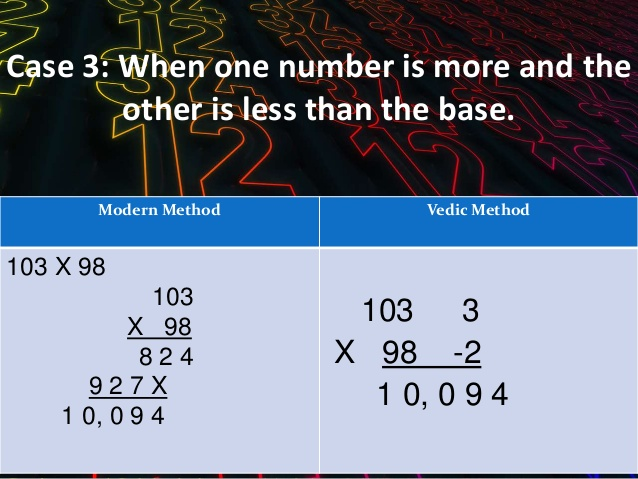 Case 3: When one number is more and the
other is less than the base.
Modern Method
103 X 98
103
X 98
8 2 4
9 2 7 X
1 0, 0 9 4
Vedic Method
103 3
X 98 -2
1 0, 0 9 4